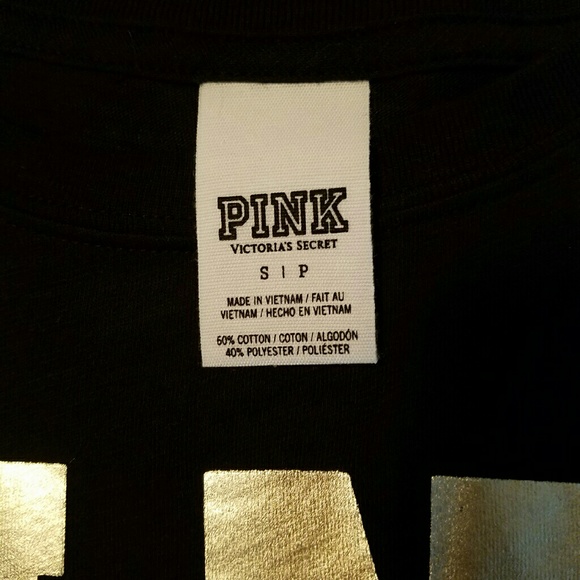 PINK
VICTORIA'S SECRET
S | P
MADE IN VIETNAM / FAIT AU
VIETNAM / HECHO EN VIETNAM
60% COTTON / COTON / ALGODÓN
40% POLYESTER / POLIÉSTER